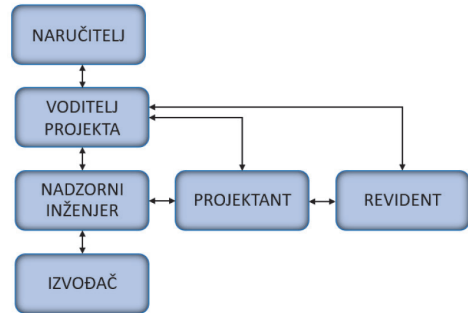 NARUČITELJ
VODITELJ
PROJEKTA
NADZORNI
INŽENJER
PROJEKTANT
REVIDENT
IZVOĐAČ